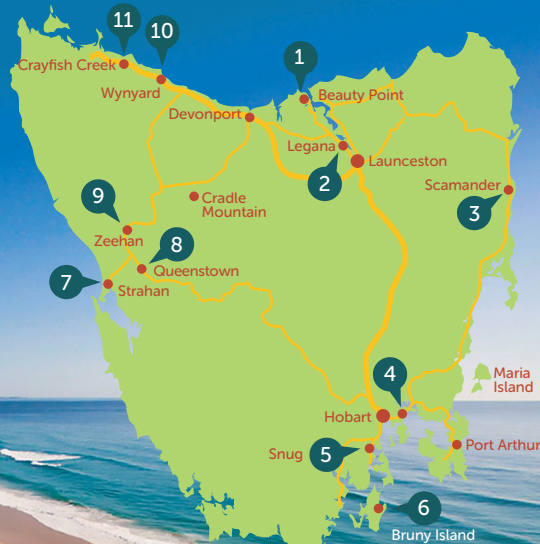 11
10
Crayfish Creek
Wynyard
1
Beauty Point
Devonport
Legana
Launceston
2
Scamander
3
Cradle
Mountain
9
Zeehan
8
Queenstown
7
Strahan
Maria
Island
4
Hobart
Port Arthur
Snug
5
6
Bruny Island